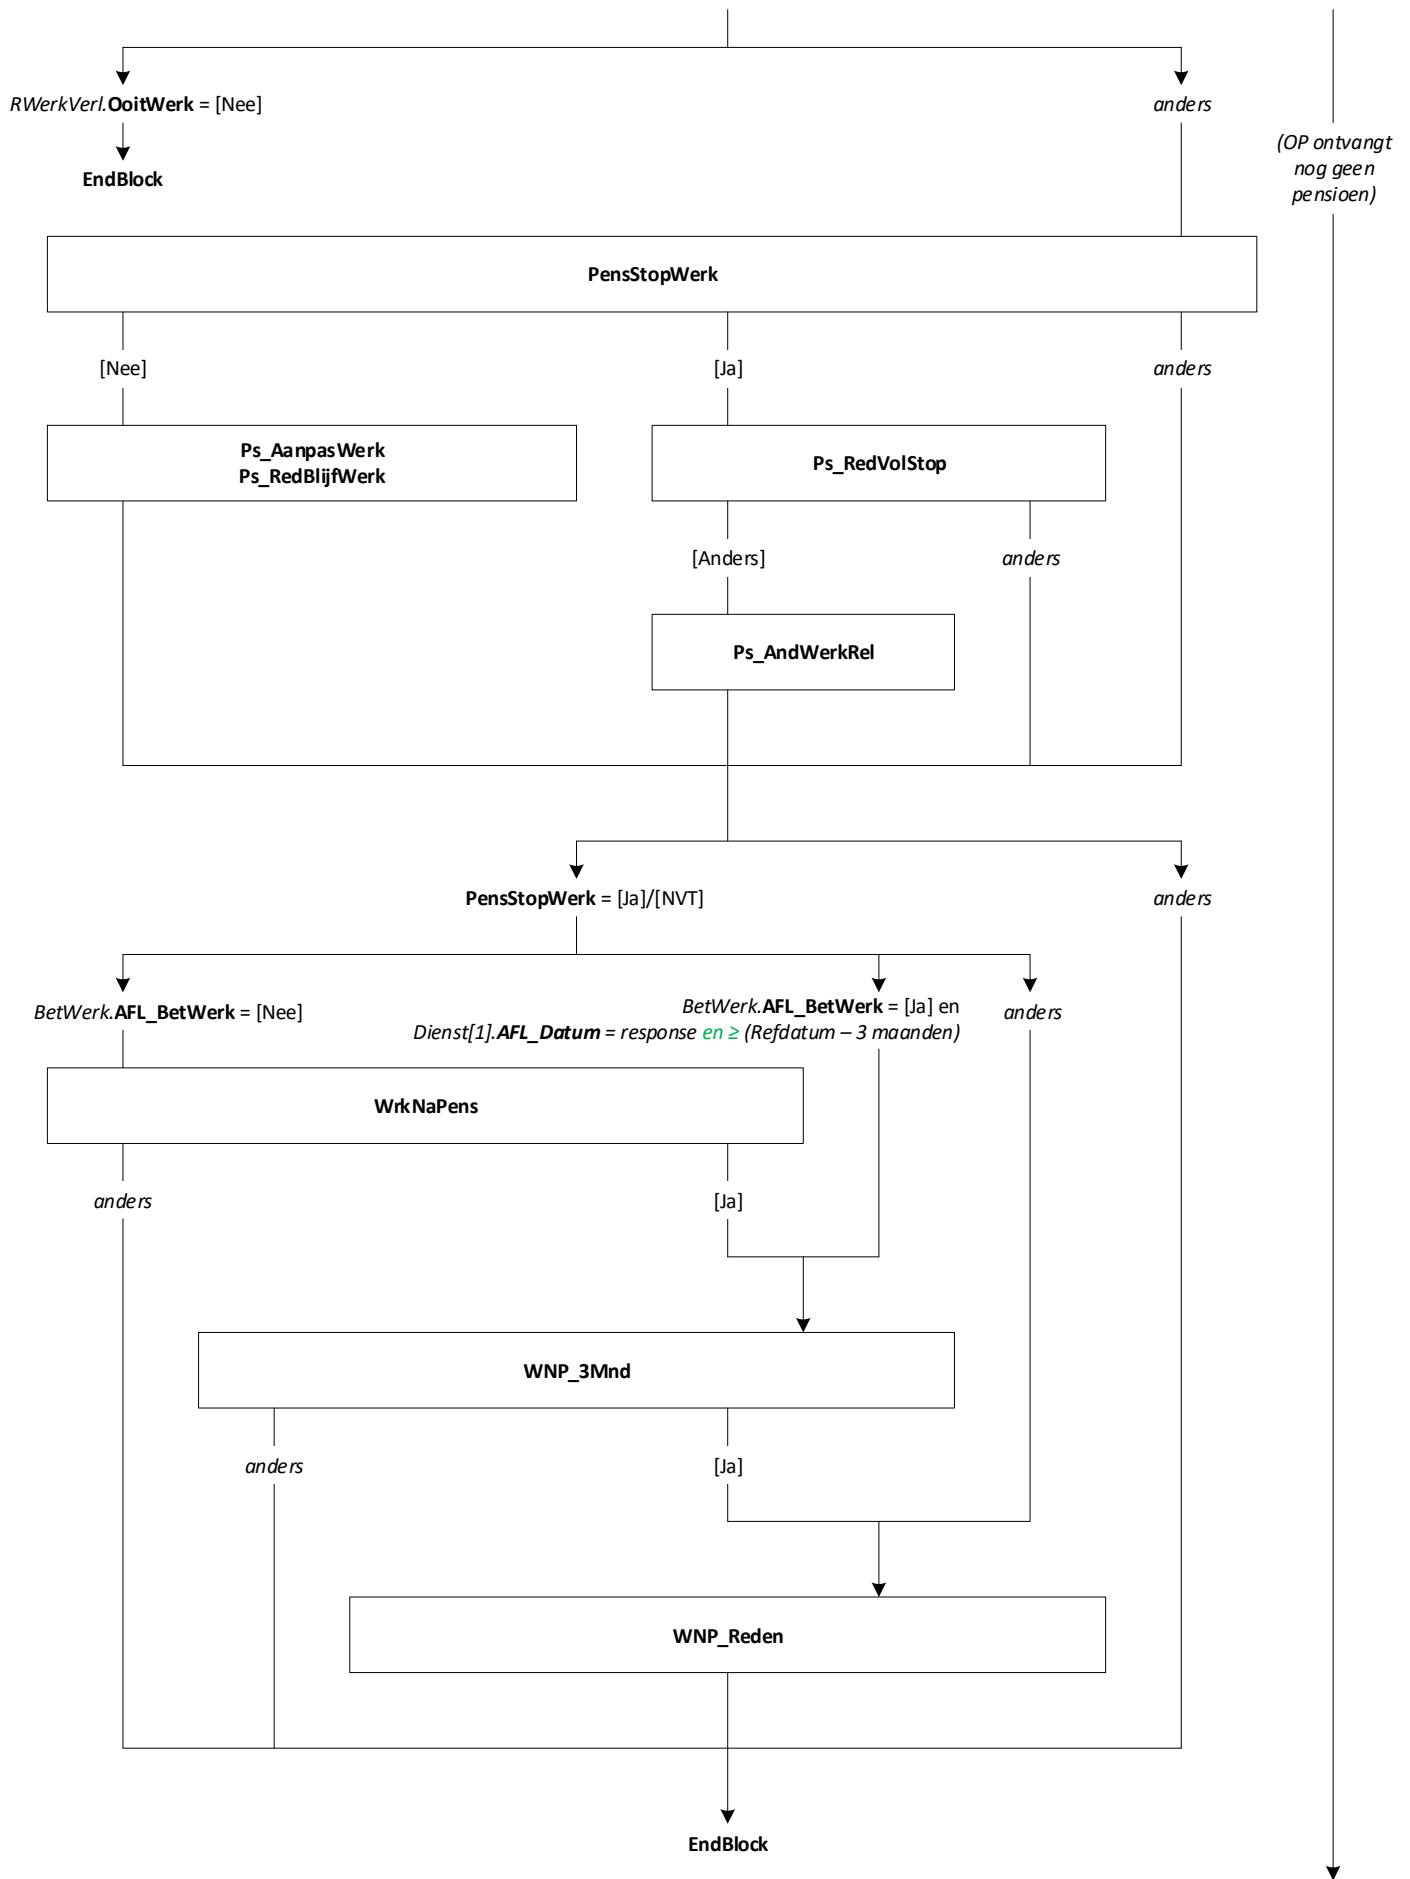 RWerkVerl.OoitWerk = [Nee]
anders
(OP ontvangt
nog geen
pensioen)
EndBlock
PensStopWerk
[Nee]
[Ja]
anders
Ps_AanpasWerk
Ps_RedBlijfWerk
Ps_RedVolStop
[Anders]
anders
Ps_AndWerkRel
PensStopWerk = [Ja]/[NVT]
anders
BetWerk.AFL_BetWerk = [Nee]
BetWerk.AFL_BetWerk = [Ja] en
Dienst[1].AFL_Datum = response en ≥ (Refdatum – 3 maanden)
anders
WrkNaPens
anders
[Ja]
WNP_3Mnd
anders
[Ja]
WNP_Reden
EndBlock